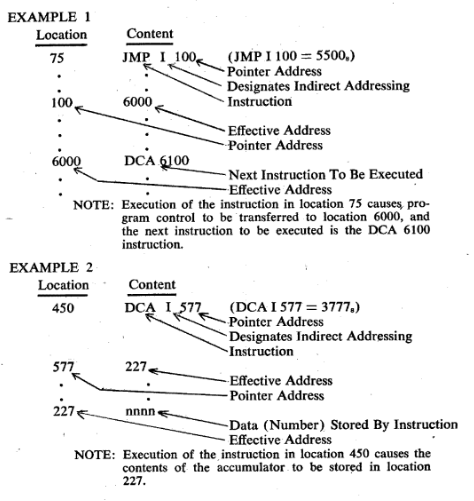 EXAMPLE 1
Location Content
75 JMP I 100 (JMP I 100 = 5500₈)
Pointer Address
Designates Indirect Addressing
Instruction
100 6000
Effective Address
Pointer Address
6000 DCA 6100
Next Instruction To Be Executed
Effective Address
NOTE: Execution of the instruction in location 75 causes pro-
gram control to be transferred to location 6000, and
the next instruction to be executed is the DCA 6100
instruction.
EXAMPLE 2
Location Content
450 DCA I 577 (DCA I 577 = 3777₈)
Pointer Address
Designates Indirect Addressing
Instruction
577 227
Effective Address
Pointer Address
227 nnnn
Data (Number) Stored By Instruction
Effective Address
NOTE: Execution of the instruction in location 450 causes the
contents of the accumulator to be stored in location
227.